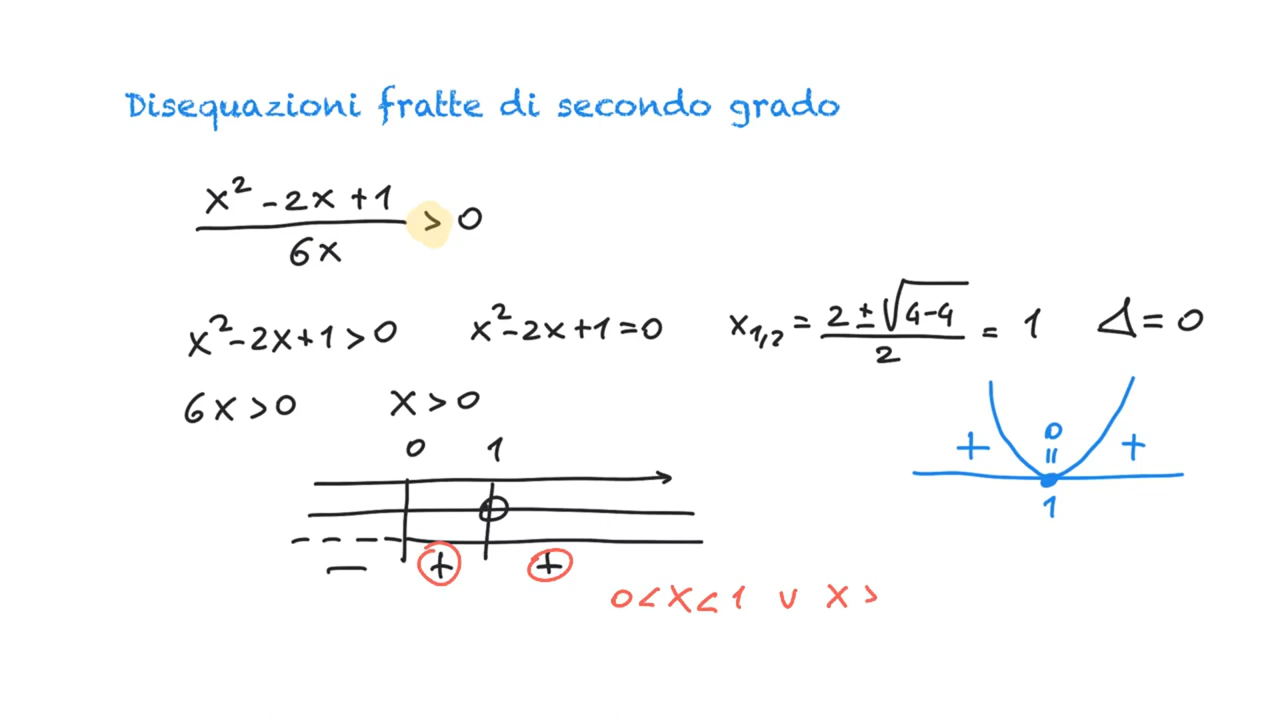 Disequazioni fratte di secondo grado
x² - 2x + 1
6x
> 0
x² - 2x + 1 > 0
x² - 2x + 1 = 0
x₁,₂ = (2 ± √(4-4)) / 2 = 1
Δ = 0
6x > 0
x > 0
0 1
+ 0 +
=
1
- + +
0 < x < 1 ∨ x >